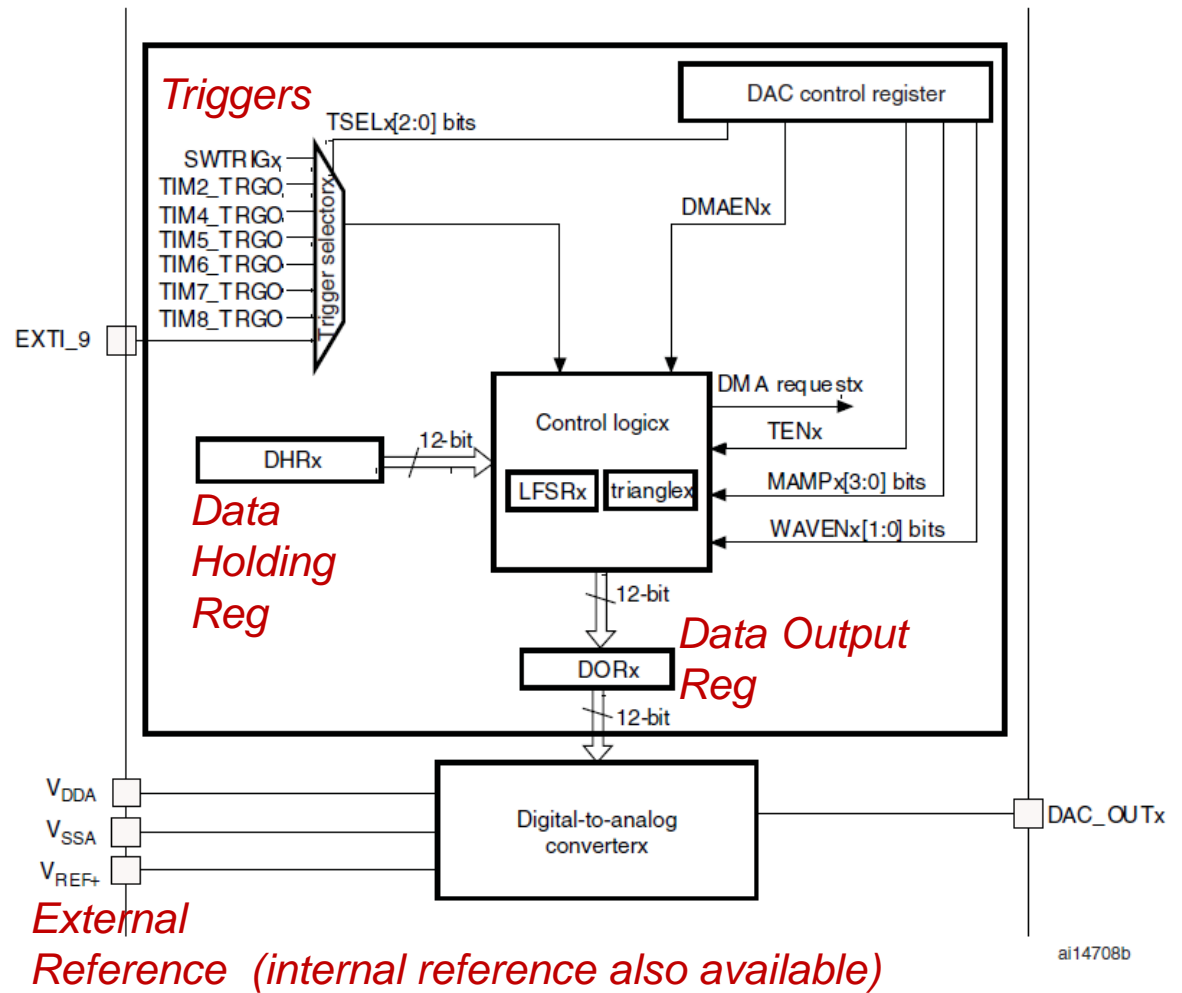 Triggers
DAC control register
TSELx[2:0] bits
SWTRIGx
TIM2_TRGO
TIM4_TRGO
TIM5_TRGO
TIM6_TRGO
TIM7_TRGO
TIM8_TRGO
EXTI_9
Trigger selectorx
DMAENx
DMA requestx
Control logicx
TENx
12-bit
DHRx
LFSRx
trianglex
MAMPx[3:0] bits
WAVENx[1:0] bits
Data
Holding
Reg
12-bit
Data Output
Reg
DORx
12-bit
VDDA
VSSA
VREF+
Digital-to-analog
converterx
DAC_OUTx
External
Reference (internal reference also available)
ai14708b